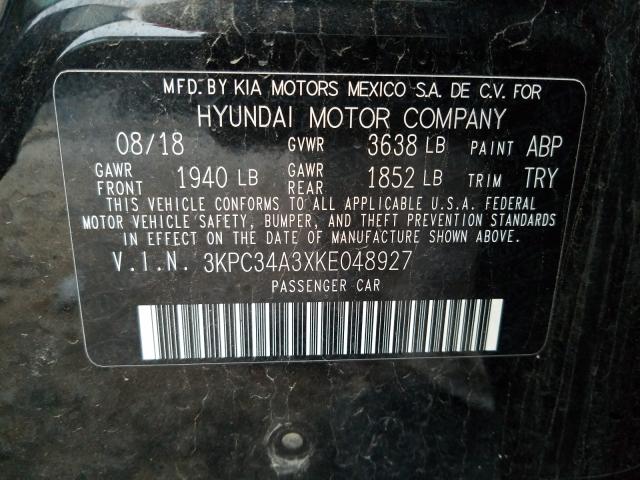 MFD. BY KIA MOTORS MEXICO S.A. DE C.V. FOR
HYUNDAI MOTOR COMPANY
08/18 GVWR 3638 LB PAINT ABP
GAWR FRONT 1940 LB GAWR REAR 1852 LB TRIM TRY
THIS VEHICLE CONFORMS TO ALL APPLICABLE U.S.A. FEDERAL
MOTOR VEHICLE SAFETY, BUMPER, AND THEFT PREVENTION STANDARDS
IN EFFECT ON THE DATE OF MANUFACTURE SHOWN ABOVE.
V.I.N. 3KPC34A3XKE048927
PASSENGER CAR